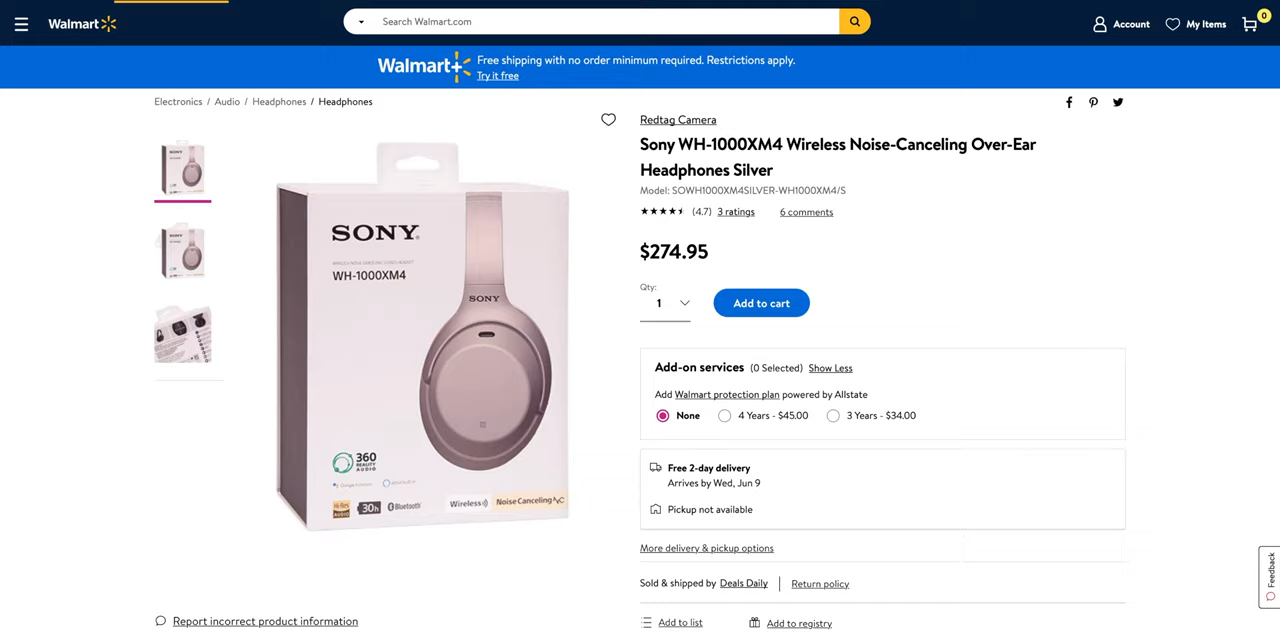 Walmart
Search Walmart.com
Account
My Items
0
Walmart+
Free shipping with no order minimum required. Restrictions apply.
Try it free
Electronics / Audio / Headphones / Headphones
Redtag Camera
Sony WH-1000XM4 Wireless Noise-Canceling Over-Ear
Headphones Silver
Model: SOWH1000XM4SILVER-WH1000XM4/S
(4.7) 3 ratings 6 comments
$274.95
Qty:
1
Add to cart
SONY
WH-1000XM4
SONY
360
REALITY
AUDIO
Hi-Res
AUDIO
30h
Bluetooth
Wireless
Noise Canceling
Add-on services (0 Selected) Show Less
Add Walmart protection plan powered by Allstate
None 4 Years - $45.00 3 Years - $34.00
Free 2-day delivery
Arrives by Wed, Jun 9
Pickup not available
More delivery & pickup options
Sold & shipped by Deals Daily | Return policy
Add to list Add to registry
Report incorrect product information
Feedback